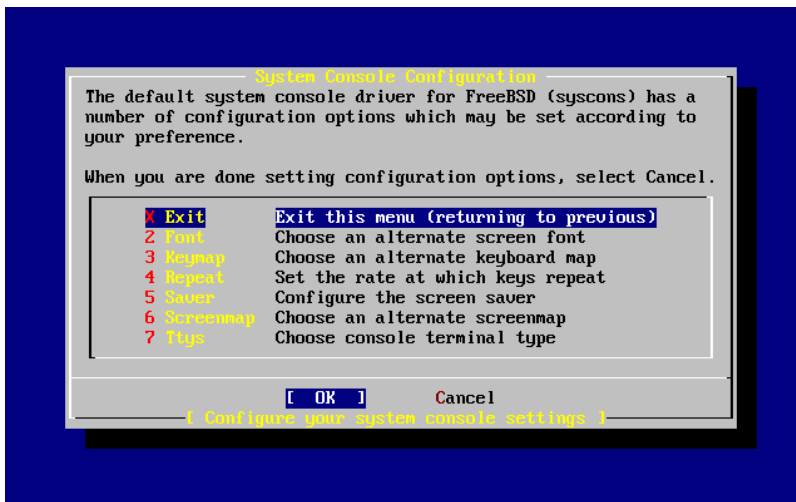 System Console Configuration
The default system console driver for FreeBSD (syscons) has a
number of configuration options which may be set according to
your preference.
When you are done setting configuration options, select Cancel.
X Exit Exit this menu (returning to previous)
2 Font Choose an alternate screen font
3 Keymap Choose an alternate keyboard map
4 Repeat Set the rate at which keys repeat
5 Saver Configure the screen saver
6 Screenmap Choose an alternate screenmap
7 Ttys Choose console terminal type
[ OK ] Cancel
[ Configure your system console settings ]